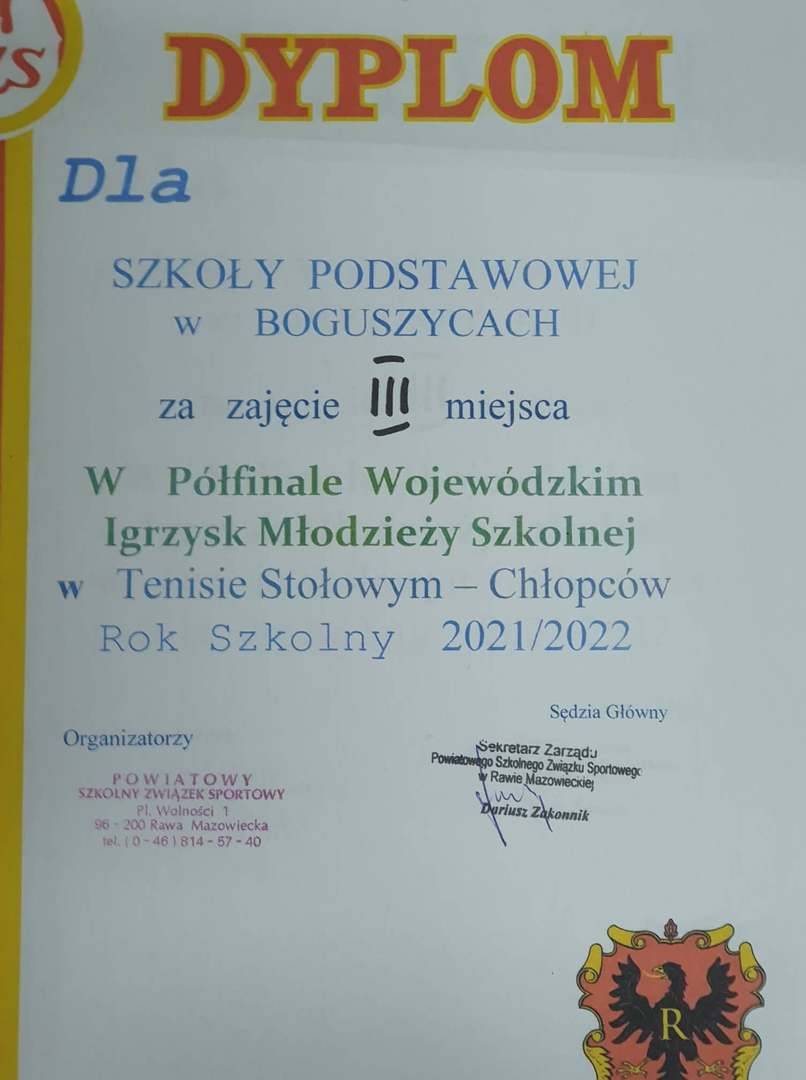 DYPLOM
Dla
SZKOŁY PODSTAWOWEJ
w BOGUSZYCACH
za zajęcie III miejsca
W Półfinale Wojewódzkim
Igrzysk Młodzieży Szkolnej
w Tenisie Stołowym – Chłopców
Rok Szkolny 2021/2022
Sędzia Główny
Organizatorzy
Sekretarz Zarządu
Powiatowego Szkolnego Związku Sportowego
w Rawie Mazowieckiej
Dariusz Zakonnik
POWIATOWY
SZKOLNY ZWIĄZEK SPORTOWY
Pl. Wolności 1
96 - 200 Rawa Mazowiecka
tel. (0-46) 814-57-40
R